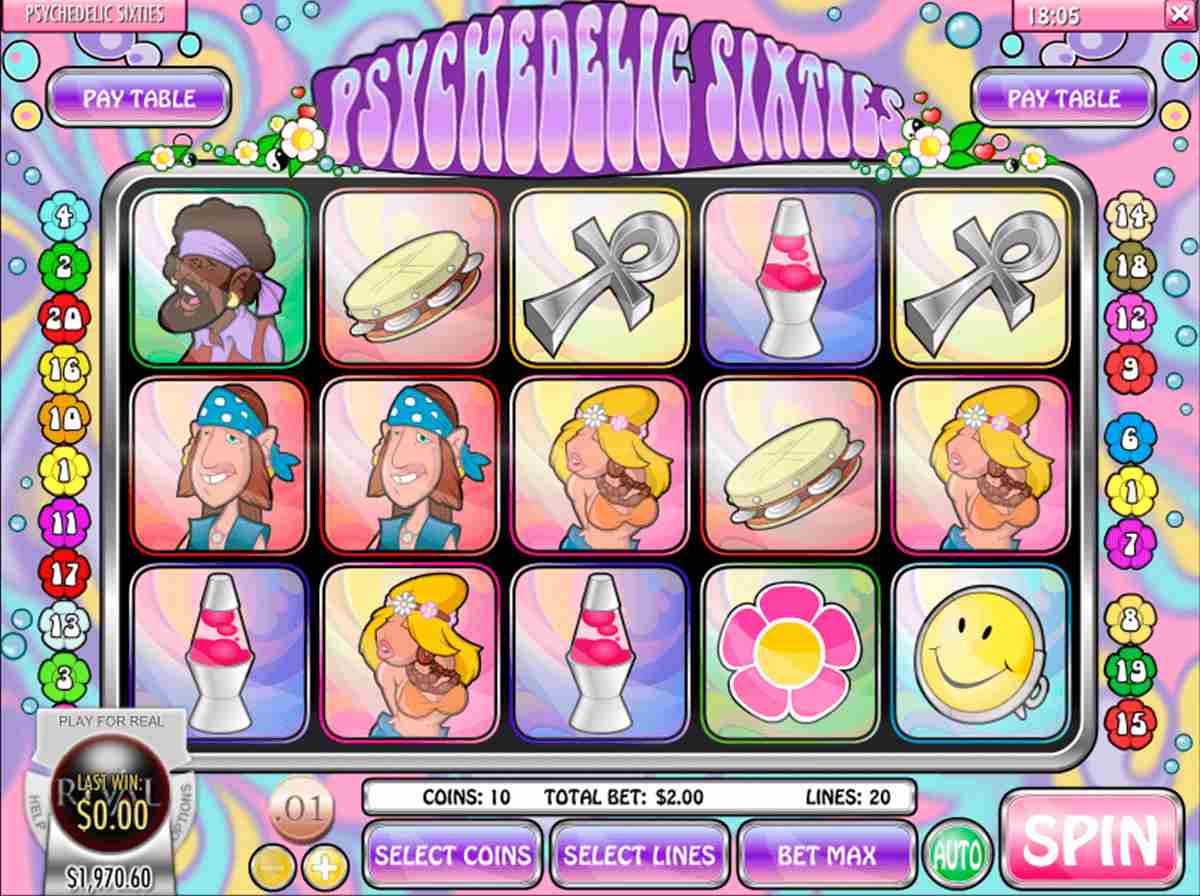 PSYCHEDELIC SIXTIES
18:05
X
PSYCHEDELIC SIXTIES
PAY TABLE
PAY TABLE
4
2
20
16
10
1
11
17
13
3
14
18
12
9
6
1
7
8
19
15
PLAY FOR REAL
RIVAL
LAST WIN:
$0.00
HELP
OPTIONS
$1,970.60
.01
COINS: 10 TOTAL BET: $2.00 LINES: 20
SELECT COINS
SELECT LINES
BET MAX
AUTO
SPIN